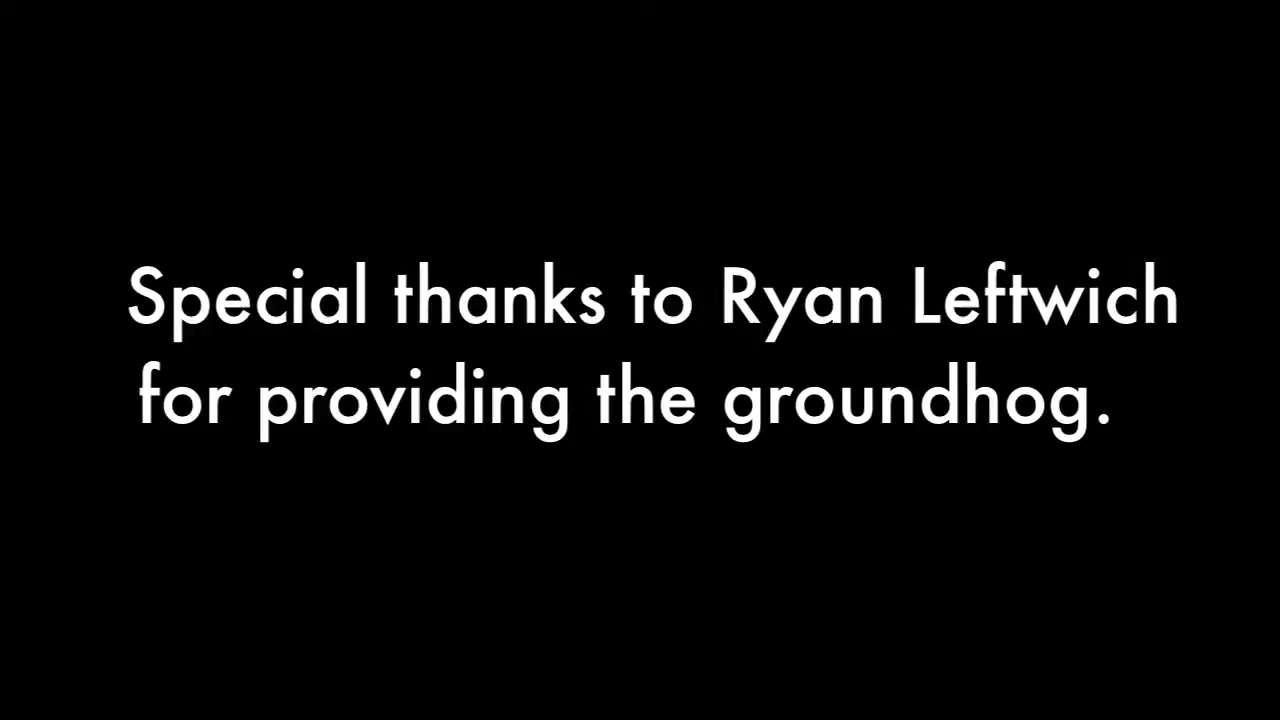 Special thanks to Ryan Leftwich
for providing the groundhog.